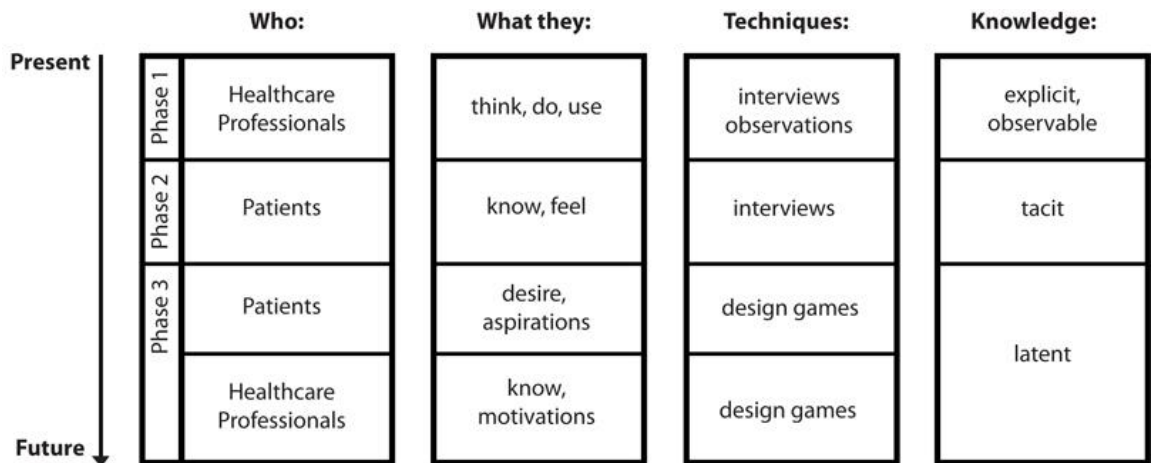 Who:
What they:
Techniques:
Knowledge:
Present
Phase 1
Healthcare
Professionals
think, do, use
interviews
observations
explicit,
observable
Phase 2
Patients
know, feel
interviews
tacit
Phase 3
Patients
desire,
aspirations
design games
latent
Healthcare
Professionals
know,
motivations
design games
Future